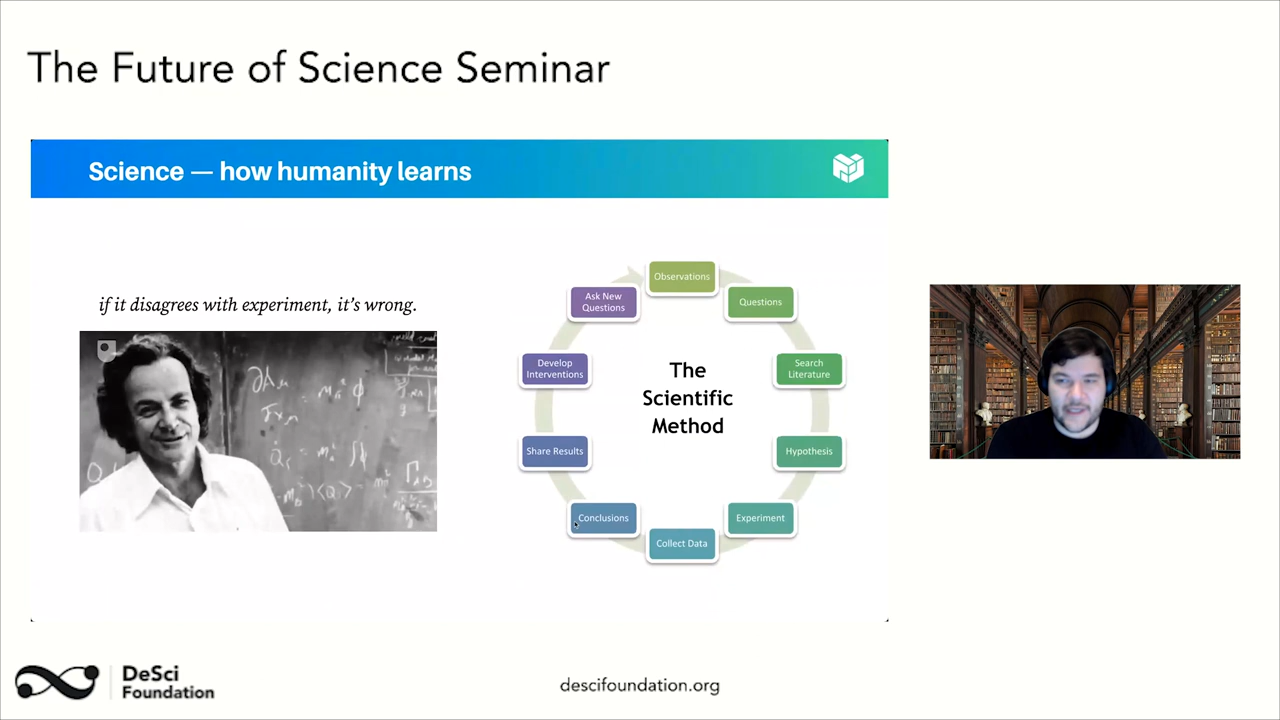 The Future of Science Seminar
Science — how humanity learns
if it disagrees with experiment, it's wrong.
Observations
Questions
Search
Literature
Hypothesis
Experiment
Collect Data
Conclusions
Share Results
Develop
Interventions
Ask New
Questions
The
Scientific
Method
DeSci
Foundation
descifoundation.org